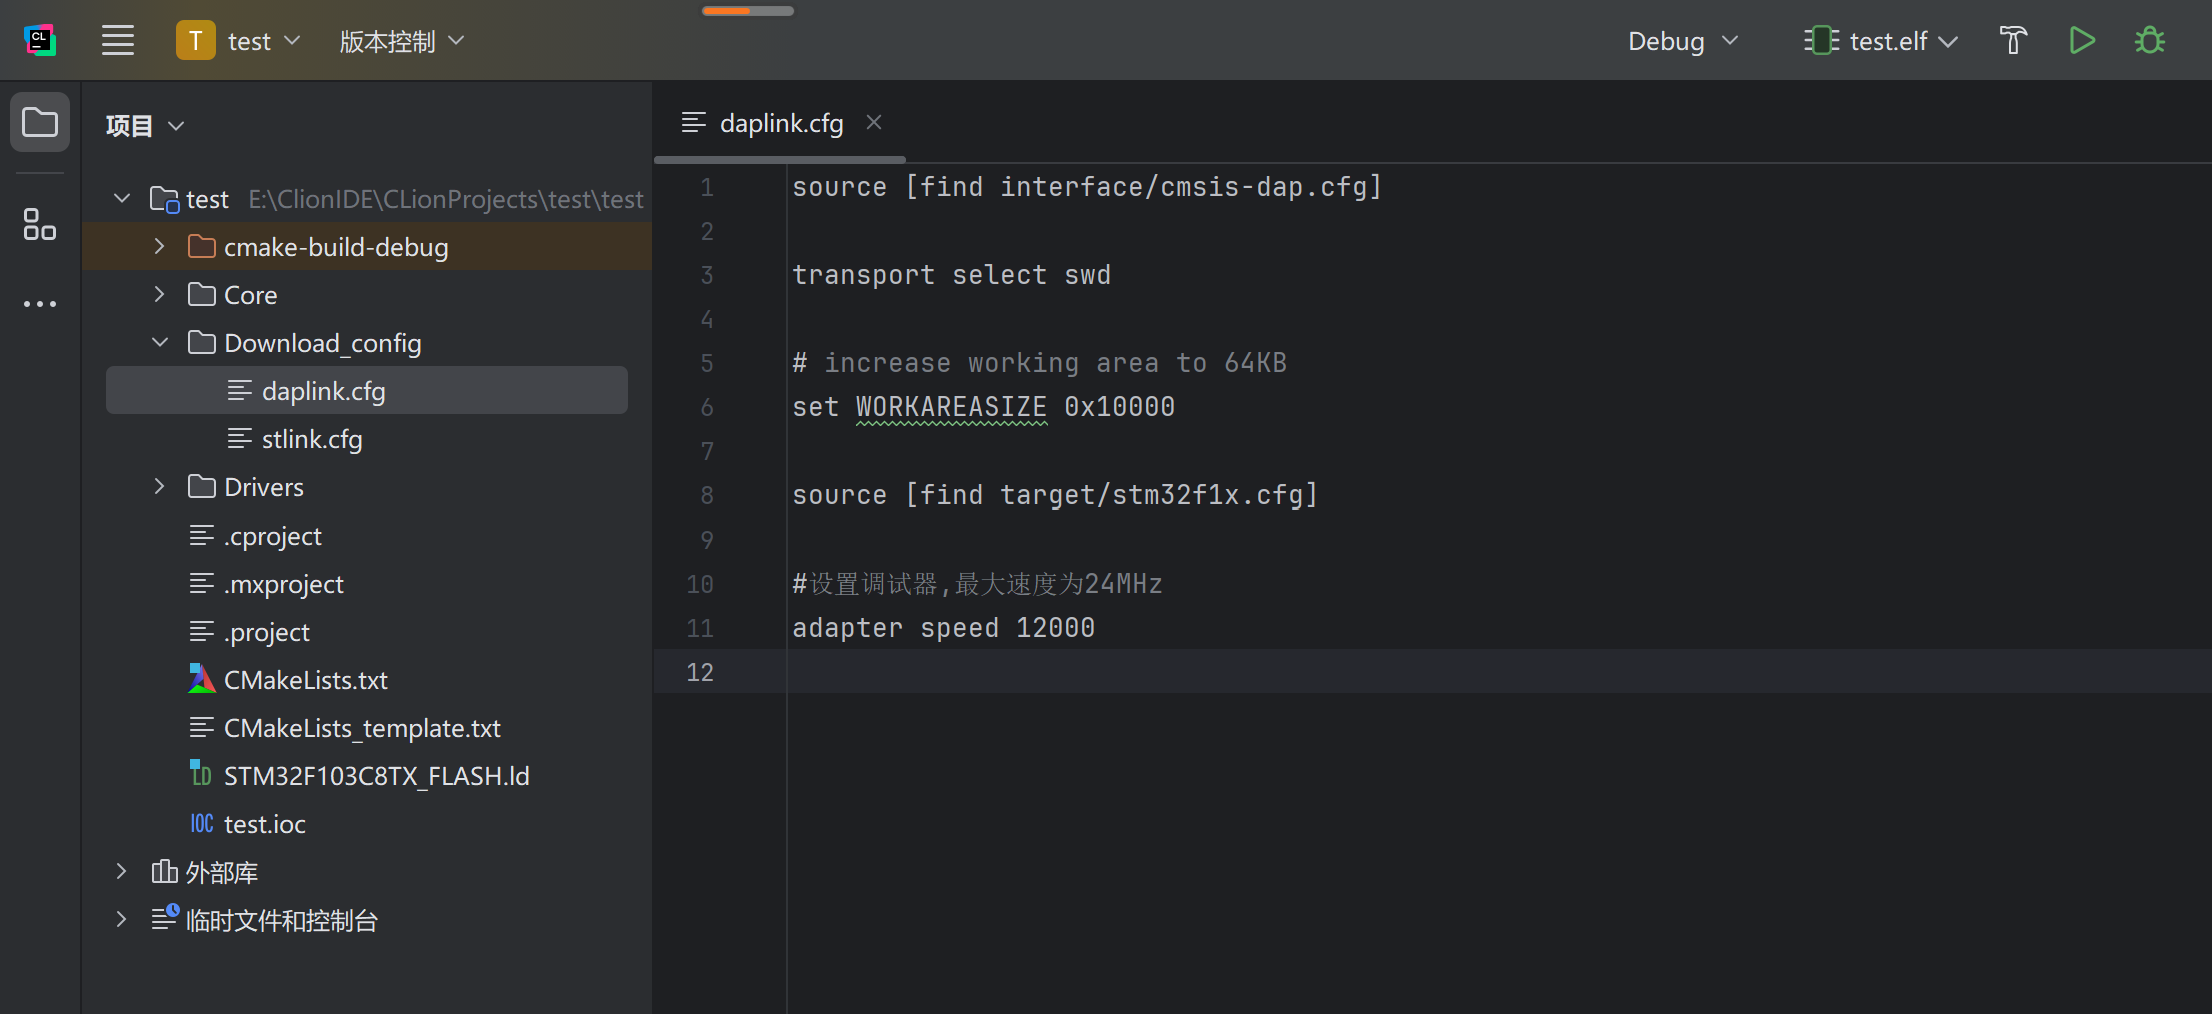 CL T test 版本控制 Debug test.elf
项目
test E:\ClionIDE\CLionProjects\test\test
cmake-build-debug
Core
Download_config
daplink.cfg
stlink.cfg
Drivers
.cproject
.mxproject
.project
CMakeLists.txt
CMakeLists_template.txt
LD STM32F103C8TX_FLASH.ld
IOC test.ioc
外部库
临时文件和控制台
daplink.cfg
1 source [find interface/cmsis-dap.cfg]
2
3 transport select swd
4
5 # increase working area to 64KB
6 set WORKAREASIZE 0x10000
7
8 source [find target/stm32f1x.cfg]
9
10 #设置调试器,最大速度为24MHz
11 adapter speed 12000
12